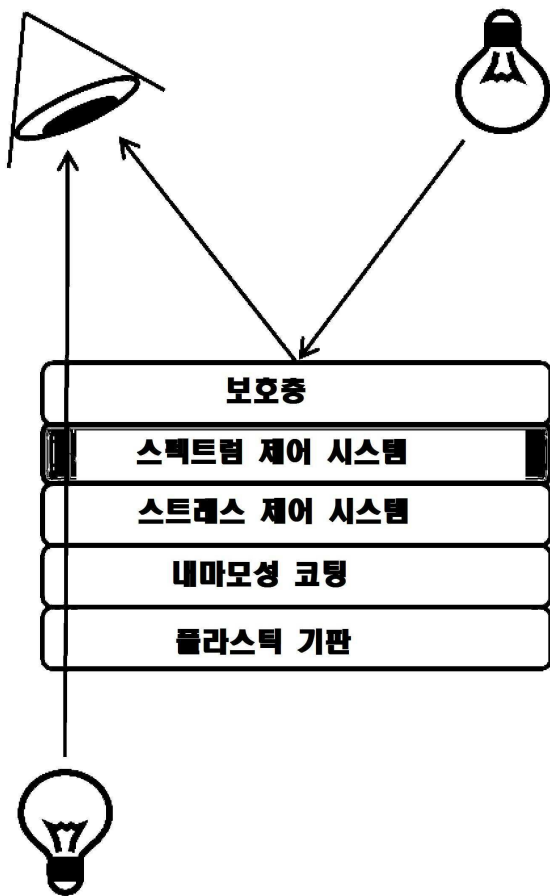 보호층
스펙트럼 제어 시스템
스트레스 제어 시스템
내마모성 코팅
플라스틱 기판